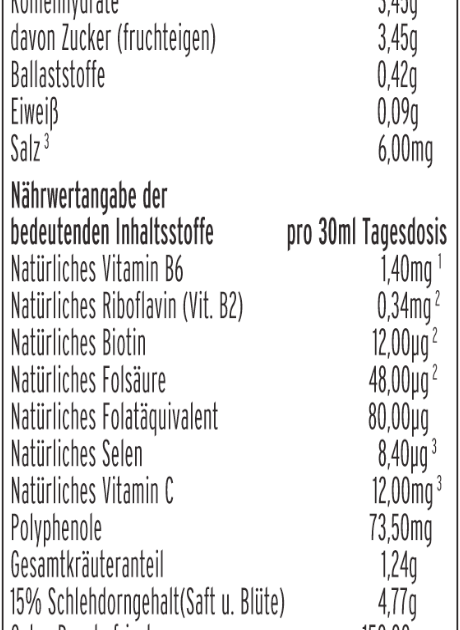 Kohlenhydrate 3,45g
davon Zucker (fruchteigen) 3,45g
Ballaststoffe 0,42g
Eiweiß 0,09g
Salz ³ 6,00mg
Nährwertangabe der
bedeutenden Inhaltsstoffe pro 30ml Tagesdosis
Natürliches Vitamin B6 1,40mg ¹
Natürliches Riboflavin (Vit. B2) 0,34mg ²
Natürliches Biotin 12,00µg ²
Natürliches Folsäure 48,00µg ²
Natürliches Folatäquivalent 80,00µg
Natürliches Selen 8,40µg ³
Natürliches Vitamin C 12,00mg ³
Polyphenole 73,50mg
Gesamtkräuteranteil 1,24g
15% Schlehdorngehalt(Saft u. Blüte) 4,77g